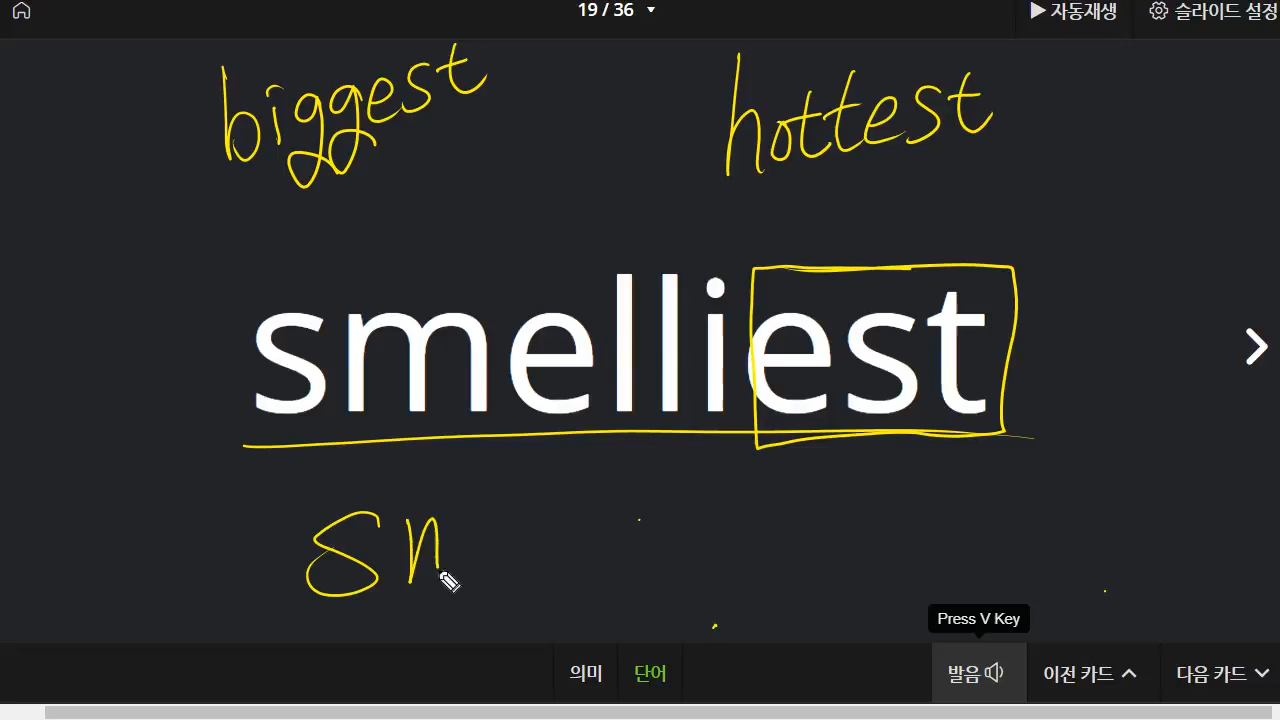 19 / 36
자동재생
슬라이드 설정
biggest
hottest
smelliest
Press V Key
의미
단어
발음
이전 카드
다음 카드